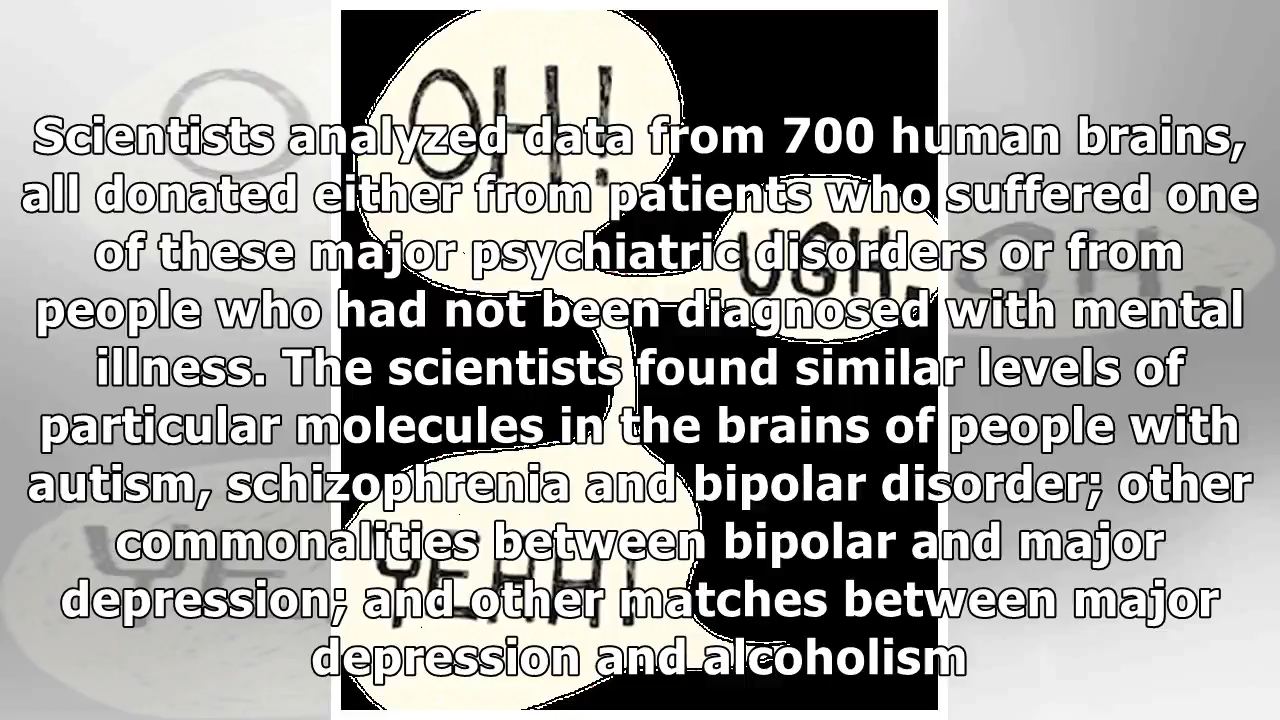 OH!
Scientists analyzed data from 700 human brains,
all donated either from patients who suffered one
of these major psychiatric disorders or from
UGH.
people who had not been diagnosed with mental
illness. The scientists found similar levels of
particular molecules in the brains of people with
autism, schizophrenia and bipolar disorder; other
commonalities between bipolar and major
YEAH!
depression; and other matches between major
depression and alcoholism